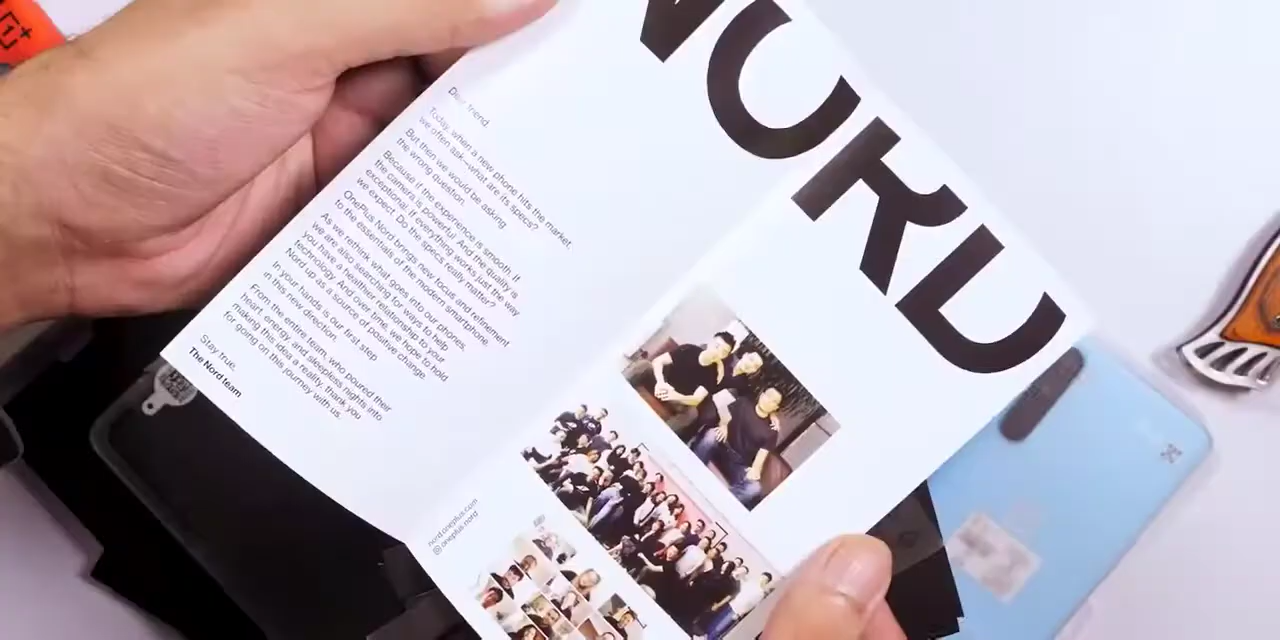 Dear friend,
Today, when a new phone hits the market,
we often ask—what are its specs?
But then we would be asking
the wrong question.
Because if the experience is smooth. If
the camera is powerful. And the quality is
exceptional. If everything works just the way
we expect. Do the specs really matter?
OnePlus Nord brings new focus and refinement
to the essentials of the modern smartphone.
As we rethink what goes into our phones,
we are also searching for ways to help
you have a healthier relationship to your
technology. And over time, we hope to hold
Nord up as a source of positive change
In your hands is our first step
in this new direction.
From the entire team, who poured their
heart, energy, and sleepless nights into
making this idea a reality, thank you
for going on this journey with us.
Stay true,
The Nord team
nord.oneplus.com
oneplus.nord